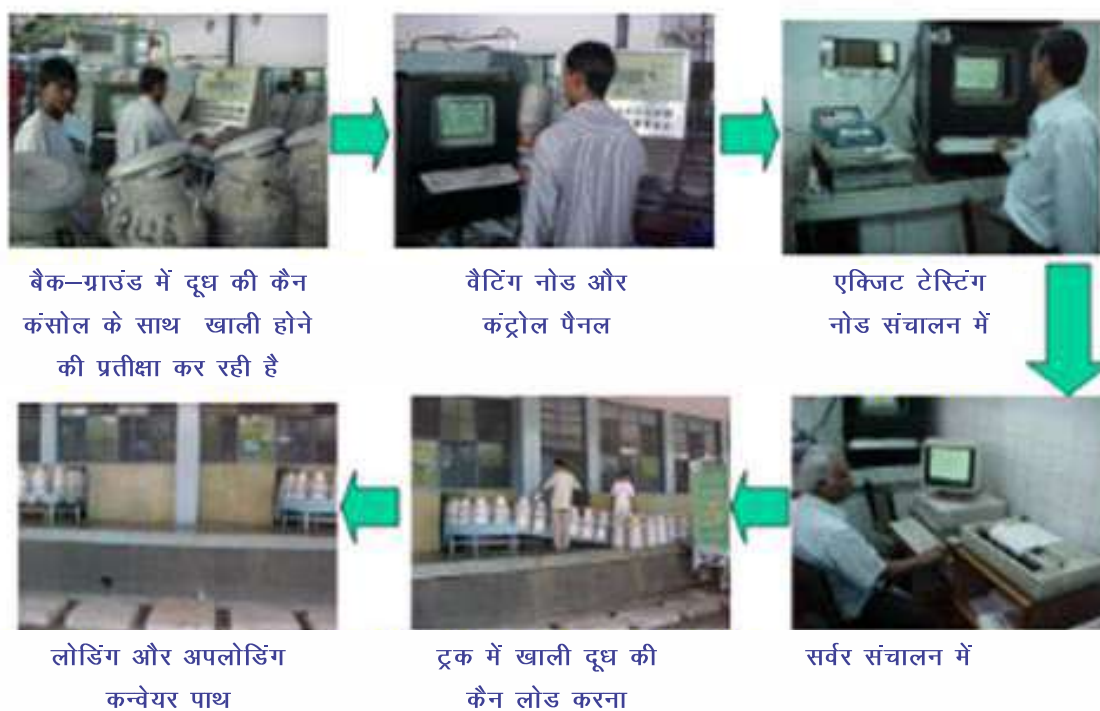 बैक–ग्राउंड में दूध की कैन
कंसोल के साथ खाली होने
की प्रतीक्षा कर रही है
वैटिंग नोड और
कंट्रोल पैनल
एक्जिट टेस्टिंग
नोड संचालन में
सर्वर संचालन में
ट्रक में खाली दूध की
कैन लोड करना
लोडिंग और अपलोडिंग
कन्वेयर पाथ